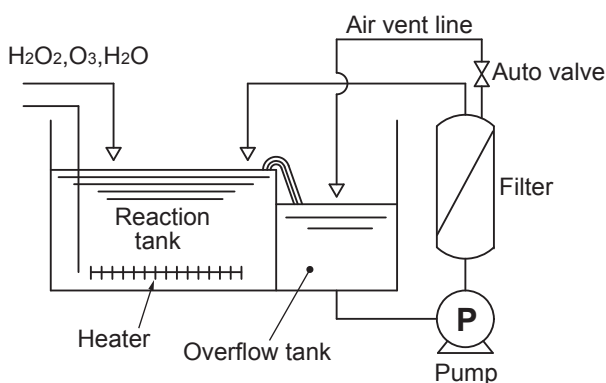 Air vent line
H₂O₂,O₃,H₂O
Auto valve
Filter
Reaction
tank
P
Heater
Overflow tank
Pump